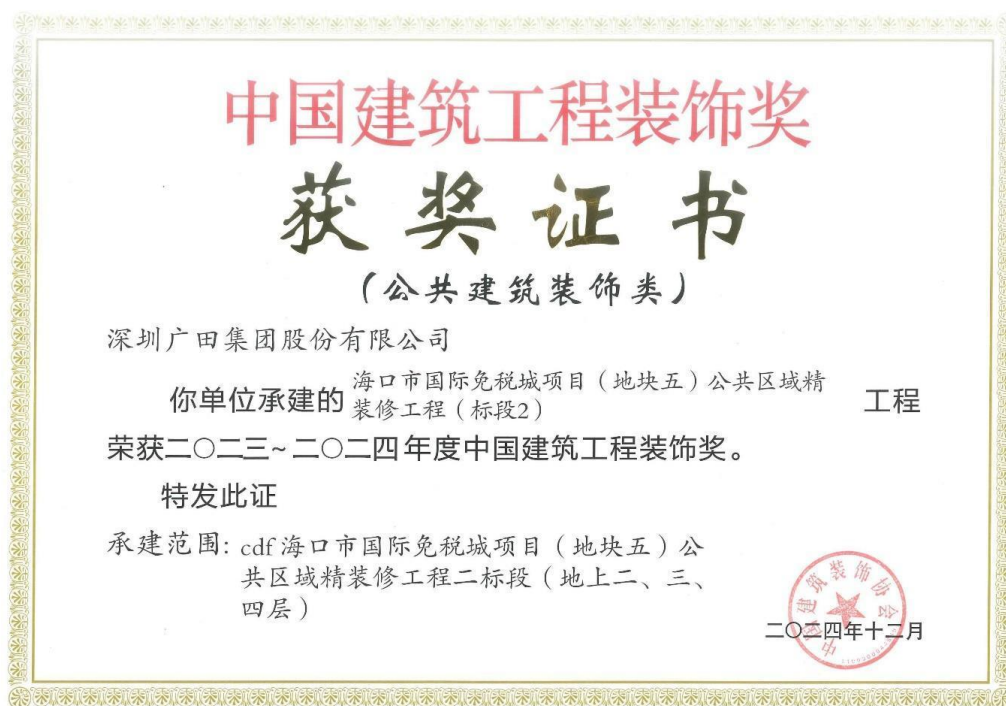 中国建筑工程装饰奖
获奖证书
（公共建筑装饰类）
深圳广田集团股份有限公司
你单位承建的 海口市国际免税城项目（地块五）公共区域精
装修工程（标段2） 工程
荣获二〇二三~二〇二四年度中国建筑工程装饰奖。
特发此证
承建范围: cdf 海口市国际免税城项目（地块五）公
共区域精装修工程二标段（地上二、三、
四层）
中国建筑装饰协会
二〇二四年十二月